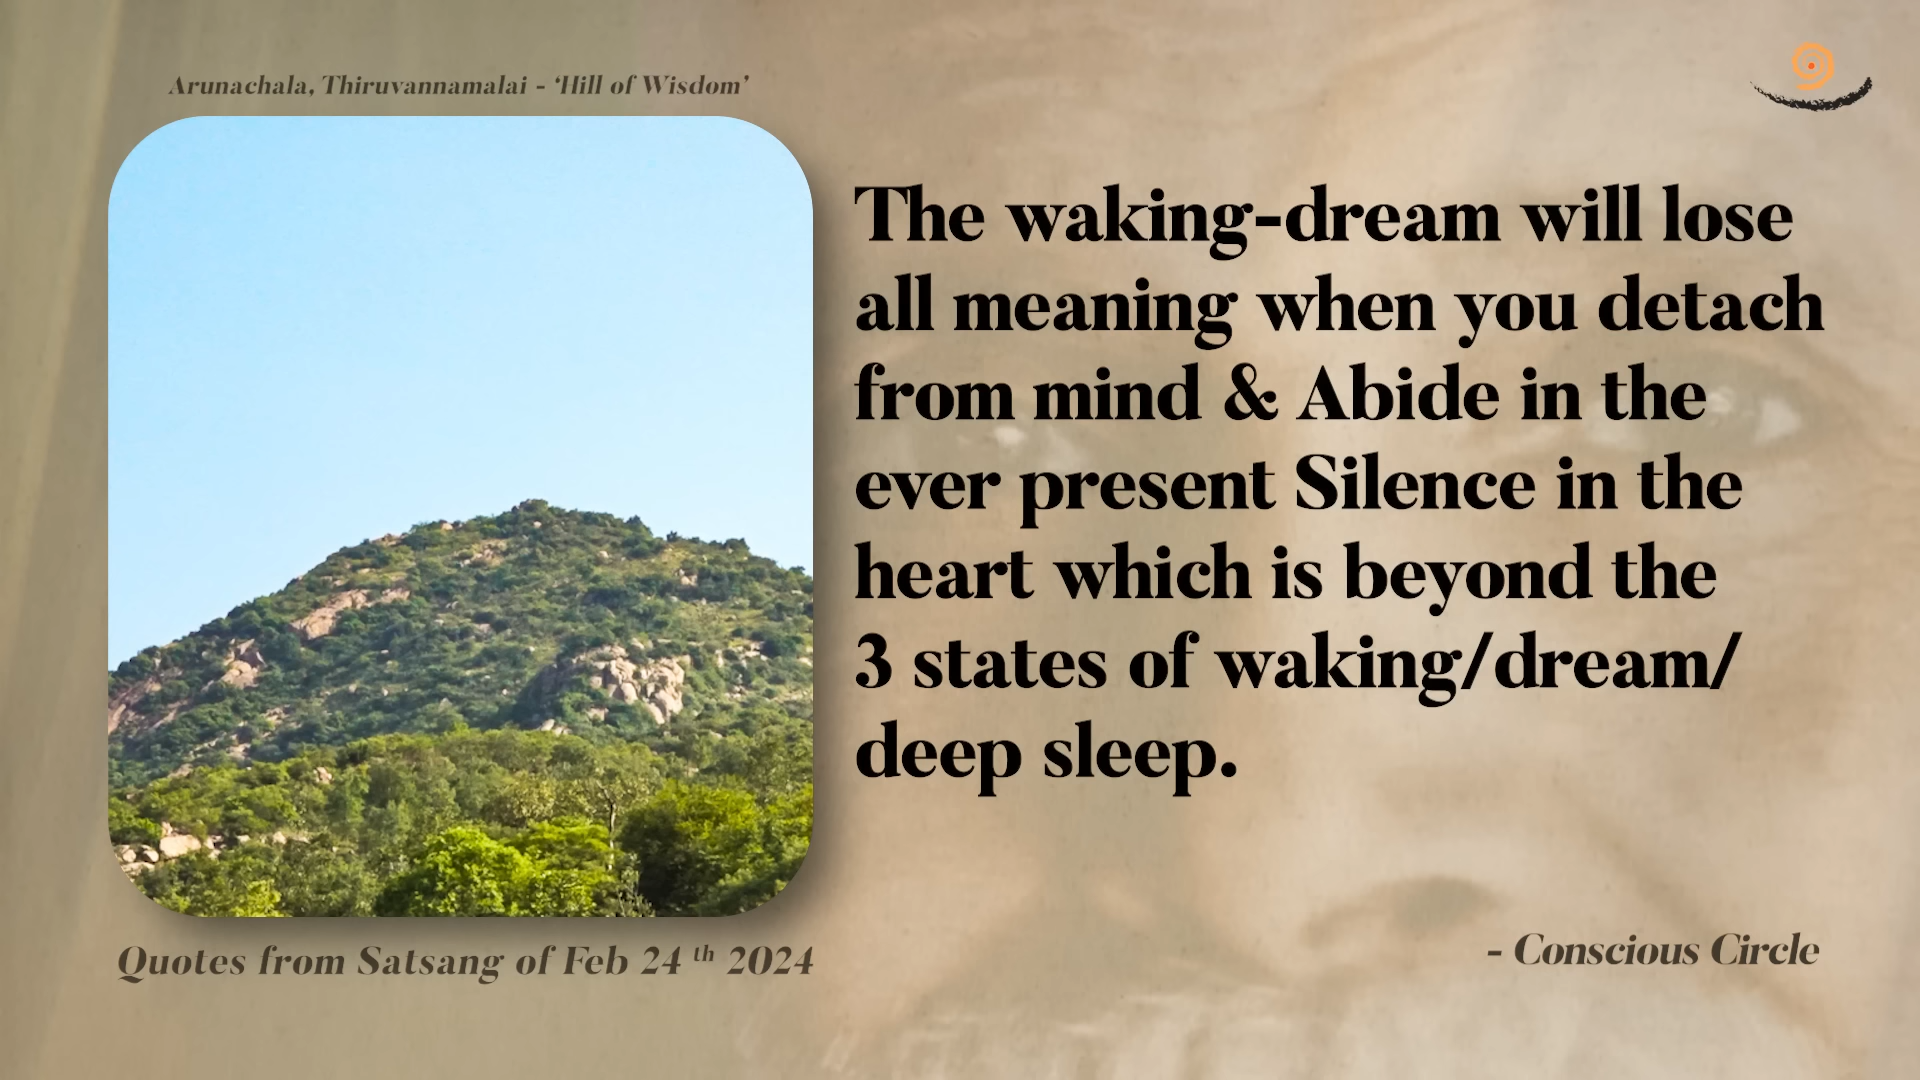 Arunachala, Thiruvannamalai - ‘Hill of Wisdom’
The waking-dream will lose
all meaning when you detach
from mind & Abide in the
ever present Silence in the
heart which is beyond the
3 states of waking/dream/
deep sleep.
Quotes from Satsang of Feb 24 th 2024
- Conscious Circle